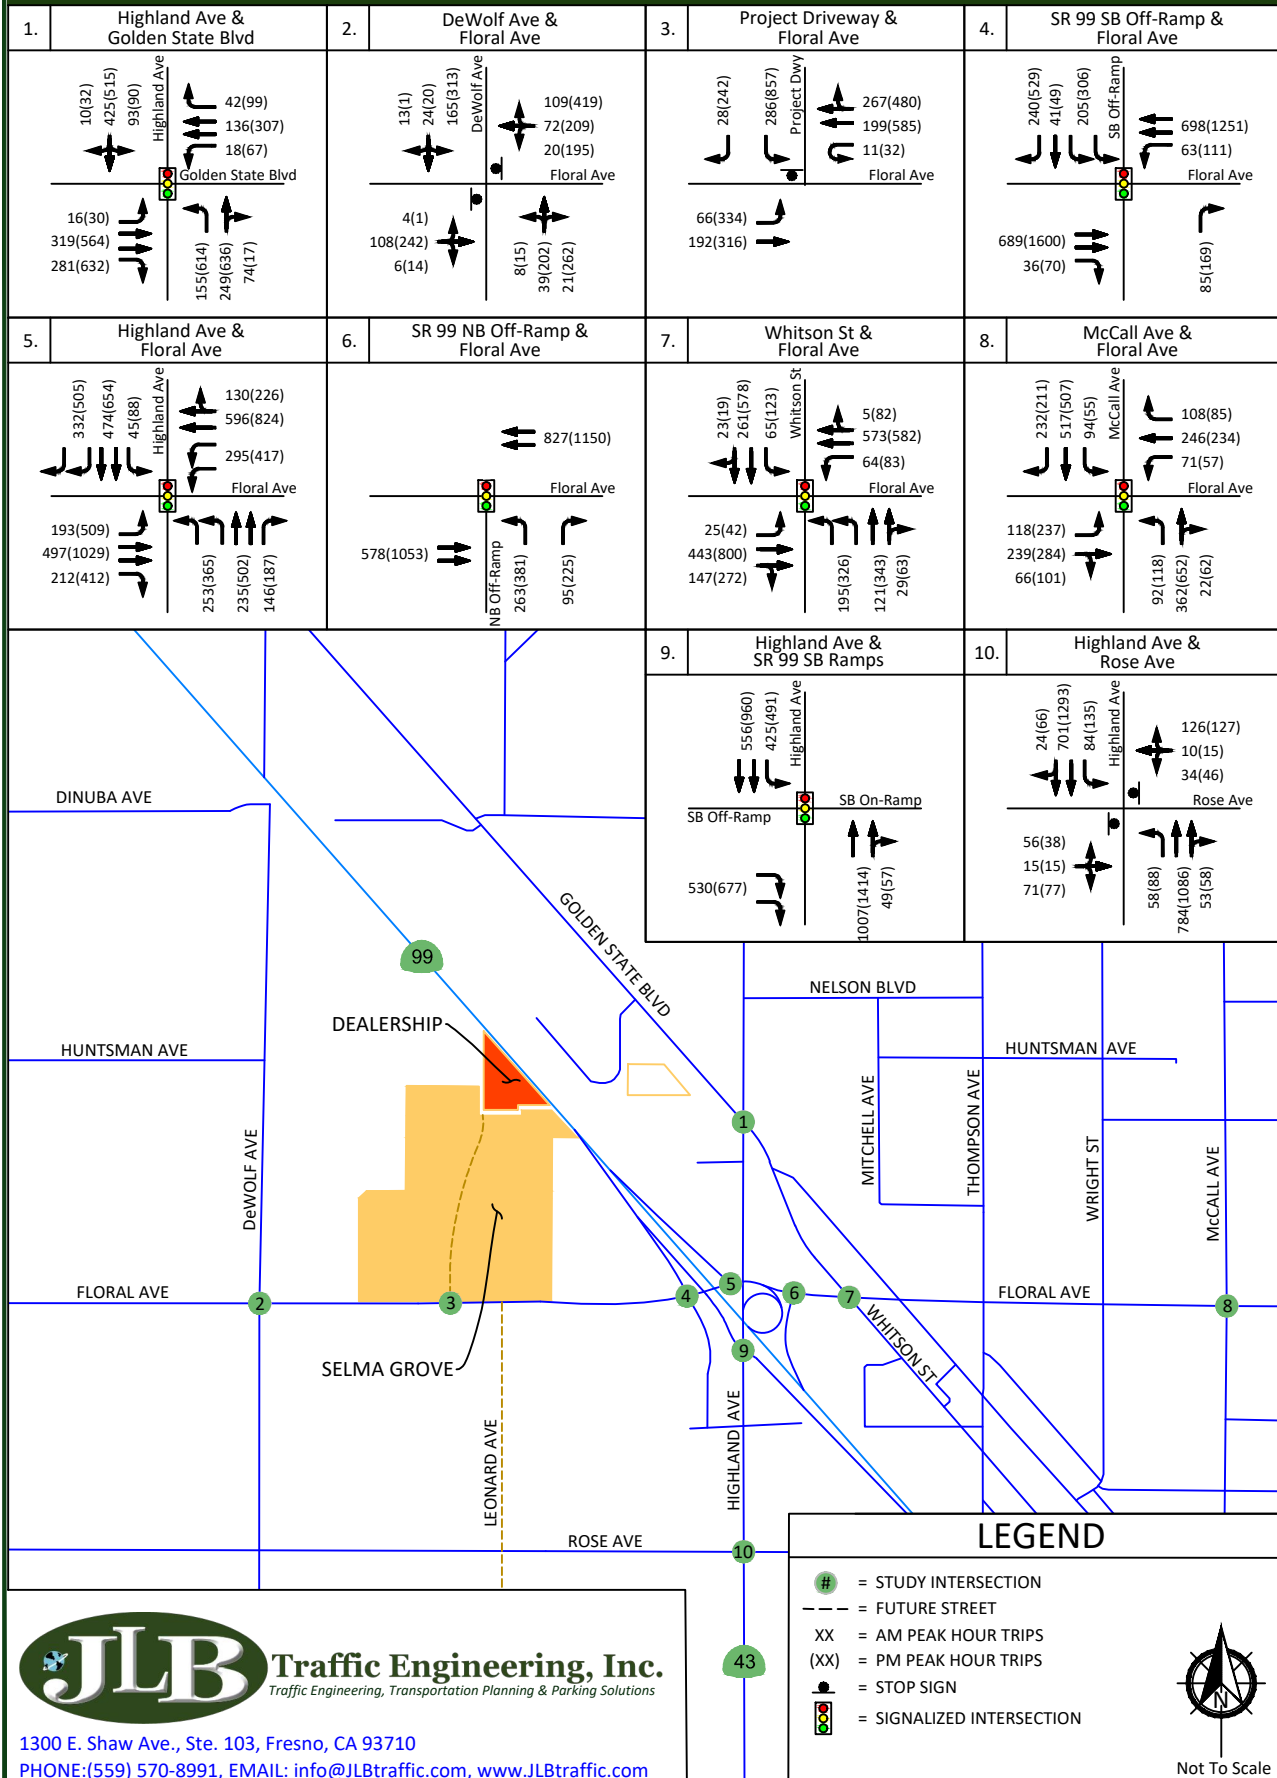 1.
Highland Ave &
Golden State Blvd
10(32)
425(515)
93(90)
Highland Ave
42(99)
136(307)
18(67)
Golden State Blvd
16(30)
319(564)
281(632)
155(614)
249(636)
74(17)
2.
DeWolf Ave &
Floral Ave
13(1)
24(20)
165(313)
DeWolf Ave
109(419)
72(209)
20(195)
Floral Ave
4(1)
108(242)
6(14)
8(15)
39(202)
21(262)
3.
Project Driveway &
Floral Ave
28(242)
286(857)
Project Dwy
267(480)
199(585)
11(32)
Floral Ave
66(334)
192(316)
4.
SR 99 SB Off-Ramp &
Floral Ave
240(529)
41(49)
205(306)
SB Off-Ramp
698(1251)
63(111)
Floral Ave
689(1600)
36(70)
85(169)
5.
Highland Ave &
Floral Ave
332(505)
474(654)
45(88)
Highland Ave
130(226)
596(824)
295(417)
Floral Ave
193(509)
497(1029)
212(412)
253(365)
235(502)
146(187)
6.
SR 99 NB Off-Ramp &
Floral Ave
827(1150)
Floral Ave
578(1053)
NB Off-Ramp
263(381)
95(225)
7.
Whitson St &
Floral Ave
23(19)
261(578)
65(123)
Whitson St
5(82)
573(582)
64(83)
Floral Ave
25(42)
443(800)
147(272)
195(326)
121(343)
29(63)
8.
McCall Ave &
Floral Ave
232(211)
517(507)
94(55)
McCall Ave
108(85)
246(234)
71(57)
Floral Ave
118(237)
239(284)
66(101)
92(118)
362(652)
22(62)
9.
Highland Ave &
SR 99 SB Ramps
556(960)
425(491)
Highland Ave
SB On-Ramp
SB Off-Ramp
530(677)
1007(1414)
49(57)
10.
Highland Ave &
Rose Ave
24(66)
701(1293)
84(135)
Highland Ave
126(127)
10(15)
34(46)
Rose Ave
56(38)
15(15)
71(77)
58(88)
784(1086)
53(58)
DINUBA AVE
GOLDEN STATE BLVD
99
NELSON BLVD
DEALERSHIP
HUNTSMAN AVE
HUNTSMAN AVE
MITCHELL AVE
THOMPSON AVE
WRIGHT ST
McCALL AVE
DeWOLF AVE
1
FLORAL AVE
2
3
4
5
6
7
FLORAL AVE
8
9
WHITSON ST
SELMA GROVE
LEONARD AVE
HIGHLAND AVE
ROSE AVE
10
43
LEGEND
# = STUDY INTERSECTION
= FUTURE STREET
XX = AM PEAK HOUR TRIPS
(XX) = PM PEAK HOUR TRIPS
= STOP SIGN
= SIGNALIZED INTERSECTION
N
Not To Scale
JLB Traffic Engineering, Inc.
Traffic Engineering, Transportation Planning & Parking Solutions
1300 E. Shaw Ave., Ste. 103, Fresno, CA 93710
PHONE:(559) 570-8991, EMAIL: info@JLBtraffic.com, www.JLBtraffic.com